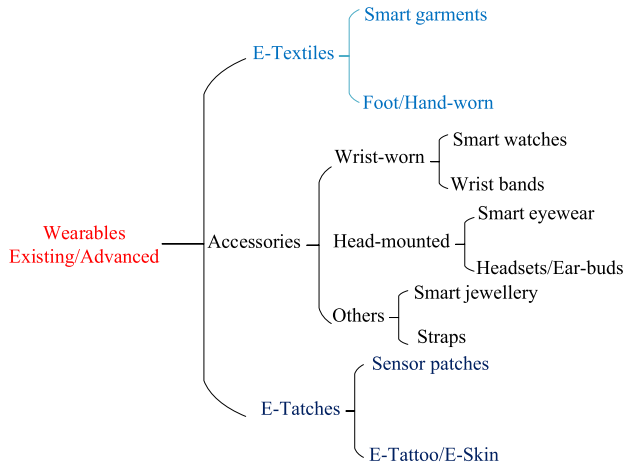 Wearables
Existing/Advanced
E-Textiles
Smart garments
Foot/Hand-worn
Accessories
Wrist-worn
Smart watches
Wrist bands
Head-mounted
Smart eyewear
Headsets/Ear-buds
Others
Smart jewellery
Straps
E-Tatches
Sensor patches
E-Tattoo/E-Skin